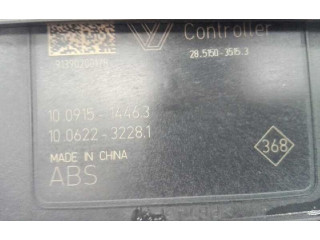 Controller
28.5150-3515.3
10.0915-1446.3
10.0622-3228.1
368
MADE IN CHINA
ABS